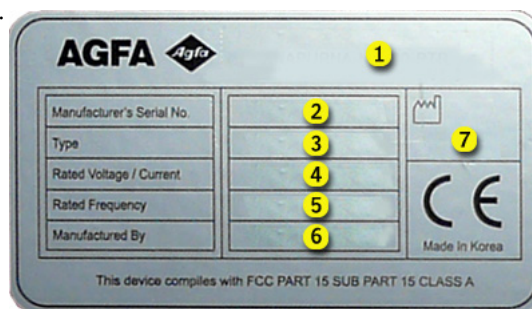 .
AGFA Agfa 1
Manufacturer's Serial No. 2
Type 3
Rated Voltage / Current 4
Rated Frequency 5
Manufactured By 6
7
CE
Made In Korea
This device complies with FCC PART 15 SUB PART 15 CLASS A